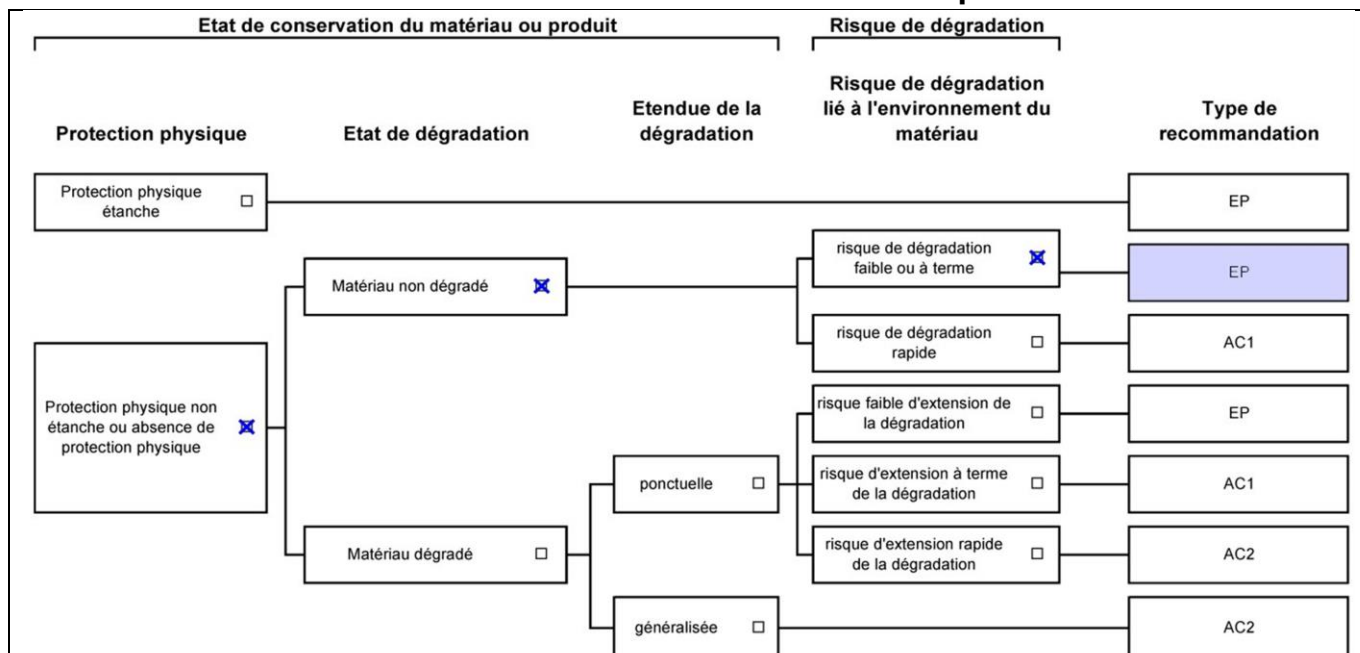 Etat de conservation du matériau ou produit
Risque de dégradation
Protection physique
Etat de dégradation
Etendue de la
dégradation
Risque de dégradation
lié à l'environnement du
matériau
Type de
recommandation
Protection physique
étanche
EP
Protection physique non
étanche ou absence de
protection physique
Matériau non dégradé
risque de dégradation
faible ou à terme
EP
risque de dégradation
rapide
AC1
Matériau dégradé
ponctuelle
risque faible d'extension de
la dégradation
EP
risque d'extension à terme
de la dégradation
AC1
risque d'extension rapide
de la dégradation
AC2
généralisée
AC2